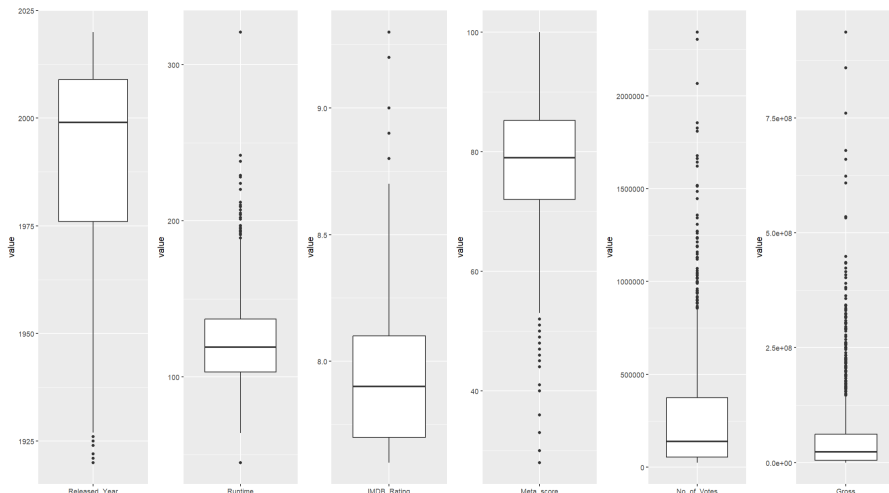 value
2025
2000
1975
1950
1925
Released_Year
value
300
200
100
Runtime
value
9.0
8.5
8.0
IMDB_Rating
value
100
80
60
40
Meta_score
value
2000000
1500000
1000000
500000
0
No_of_Votes
value
7.5e+08
5.0e+08
2.5e+08
0.0e+00
Gross